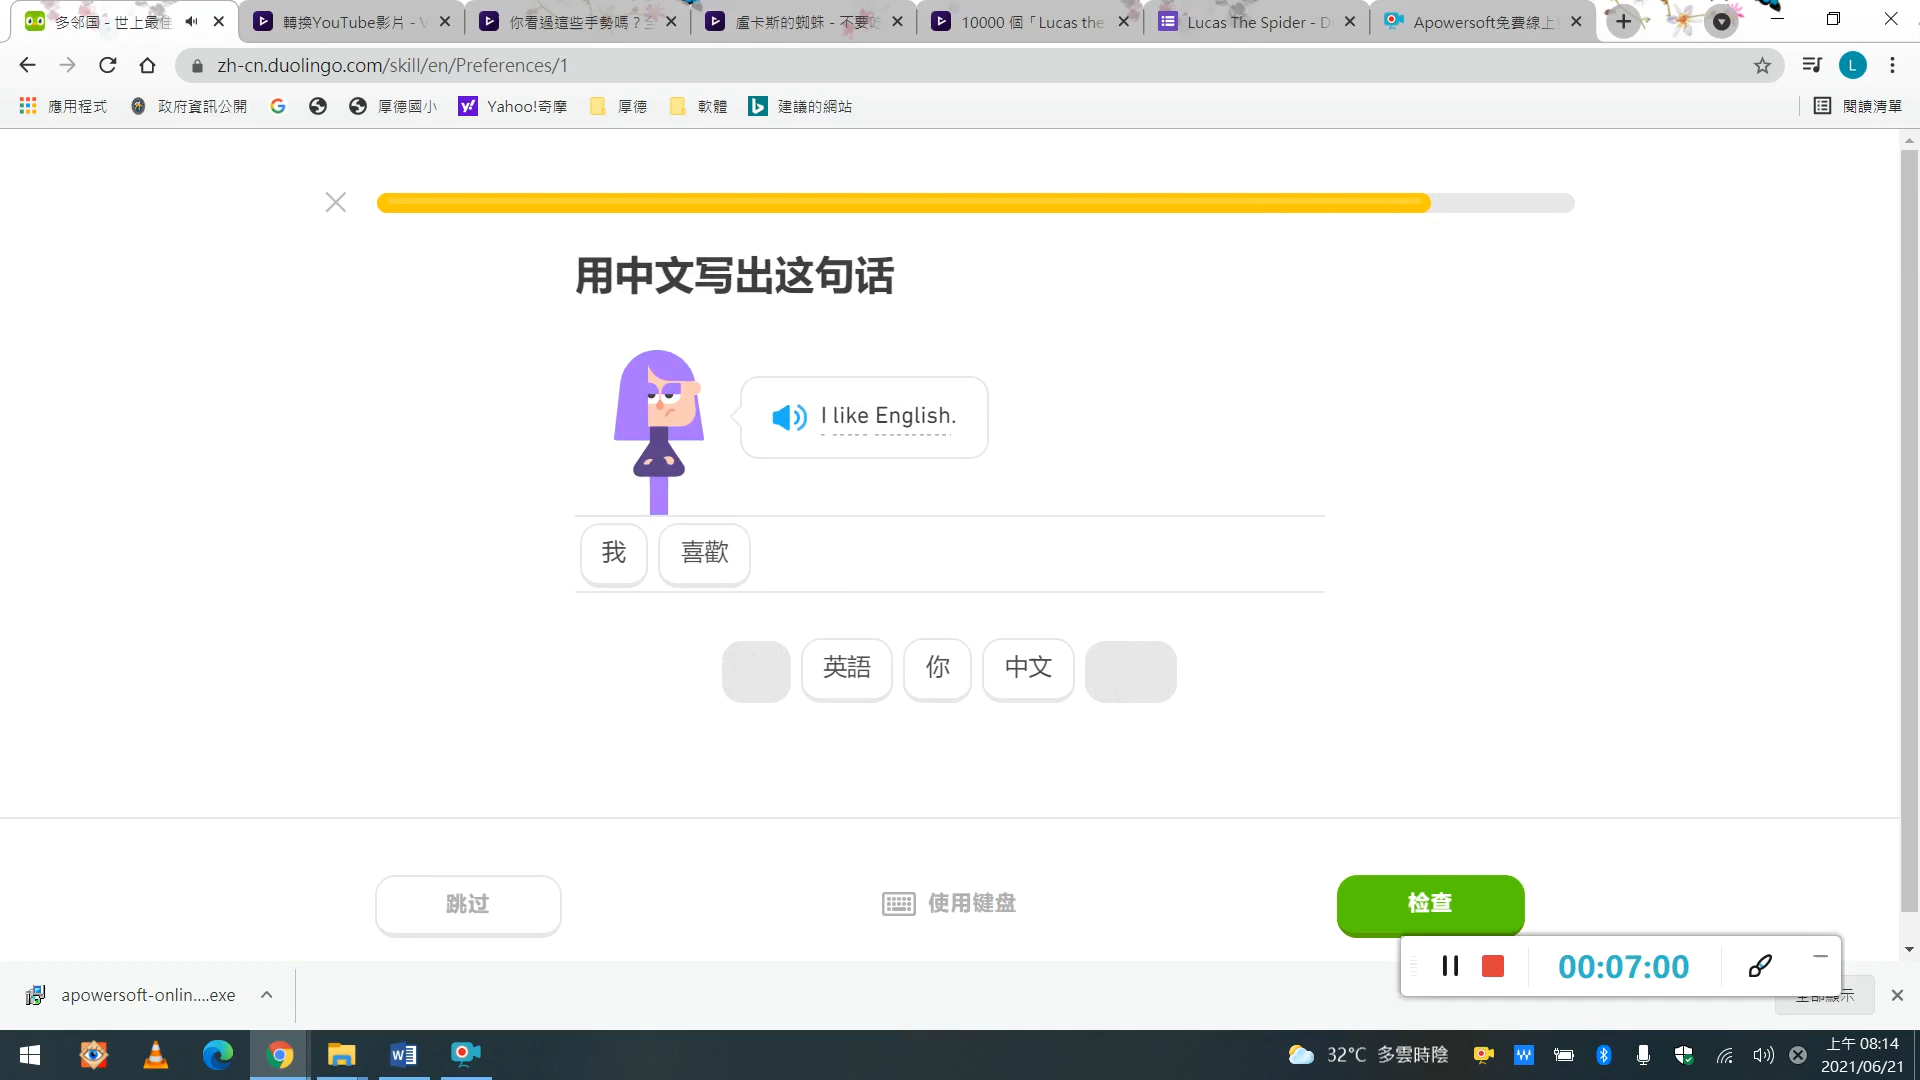 多邻国 - 世上最佳
轉換YouTube影片 - V
你看過這些手勢嗎？全
盧卡斯的蜘蛛 - 不要吃
10000 個「Lucas the
Lucas The Spider - D
Apowersoft免費線上
zh-cn.duolingo.com/skill/en/Preferences/1
L
應用程式
政府資訊公開
厚德國小
Yahoo!奇摩
厚德
軟體
建議的網站
閱讀清單
用中文写出这句话
I like English.
我 喜歡
英語 你 中文
跳过
使用键盘
检查
00:07:00
apowersoft-onlin....exe
全部顯示
32°C 多雲時陰
上午 08:14
2021/06/21